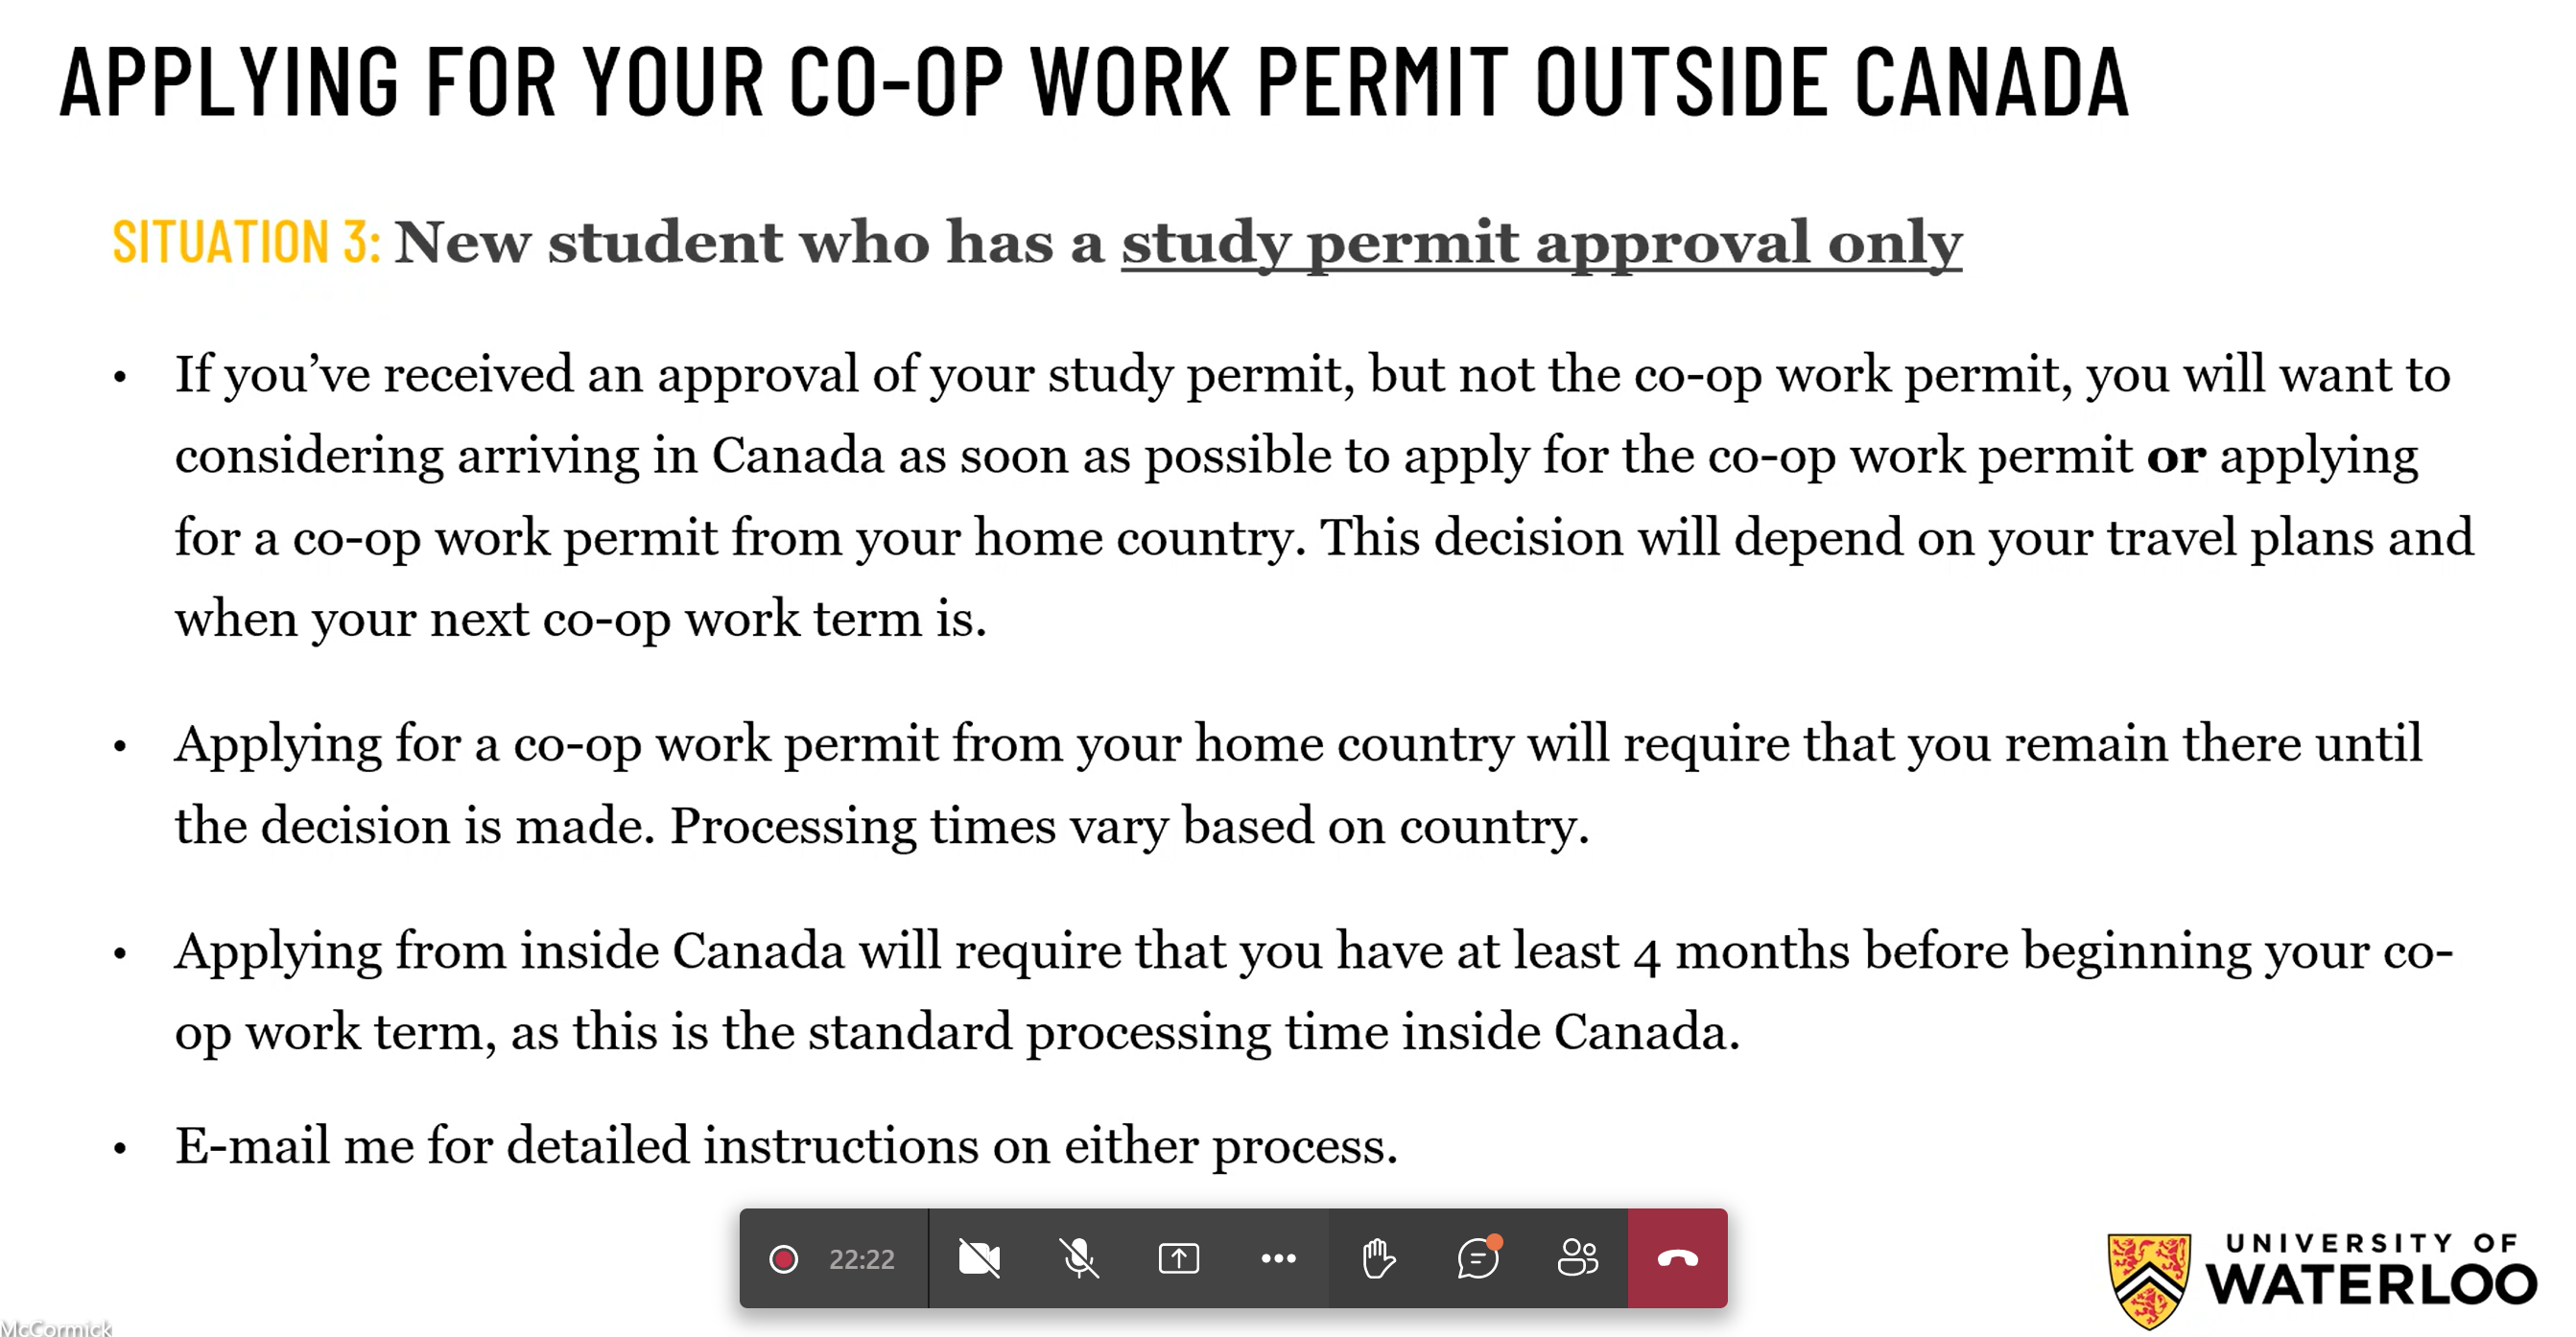 APPLYING FOR YOUR CO-OP WORK PERMIT OUTSIDE CANADA
SITUATION 3: New student who has a study permit approval only
• If you’ve received an approval of your study permit, but not the co-op work permit, you will want to
considering arriving in Canada as soon as possible to apply for the co-op work permit or applying
for a co-op work permit from your home country. This decision will depend on your travel plans and
when your next co-op work term is.
• Applying for a co-op work permit from your home country will require that you remain there until
the decision is made. Processing times vary based on country.
• Applying from inside Canada will require that you have at least 4 months before beginning your co-
op work term, as this is the standard processing time inside Canada.
• E-mail me for detailed instructions on either process.
22:22
UNIVERSITY OF
WATERLOO
McCormick